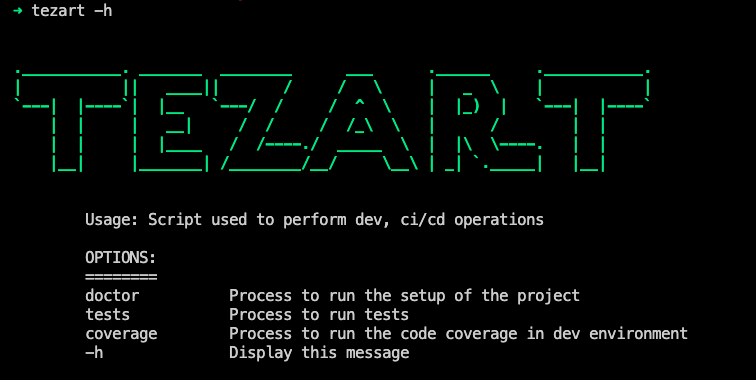 ➜ tezart -h
TEZART
Usage: Script used to perform dev, ci/cd operations
OPTIONS:
========
doctor Process to run the setup of the project
tests Process to run tests
coverage Process to run the code coverage in dev environment
-h Display this message